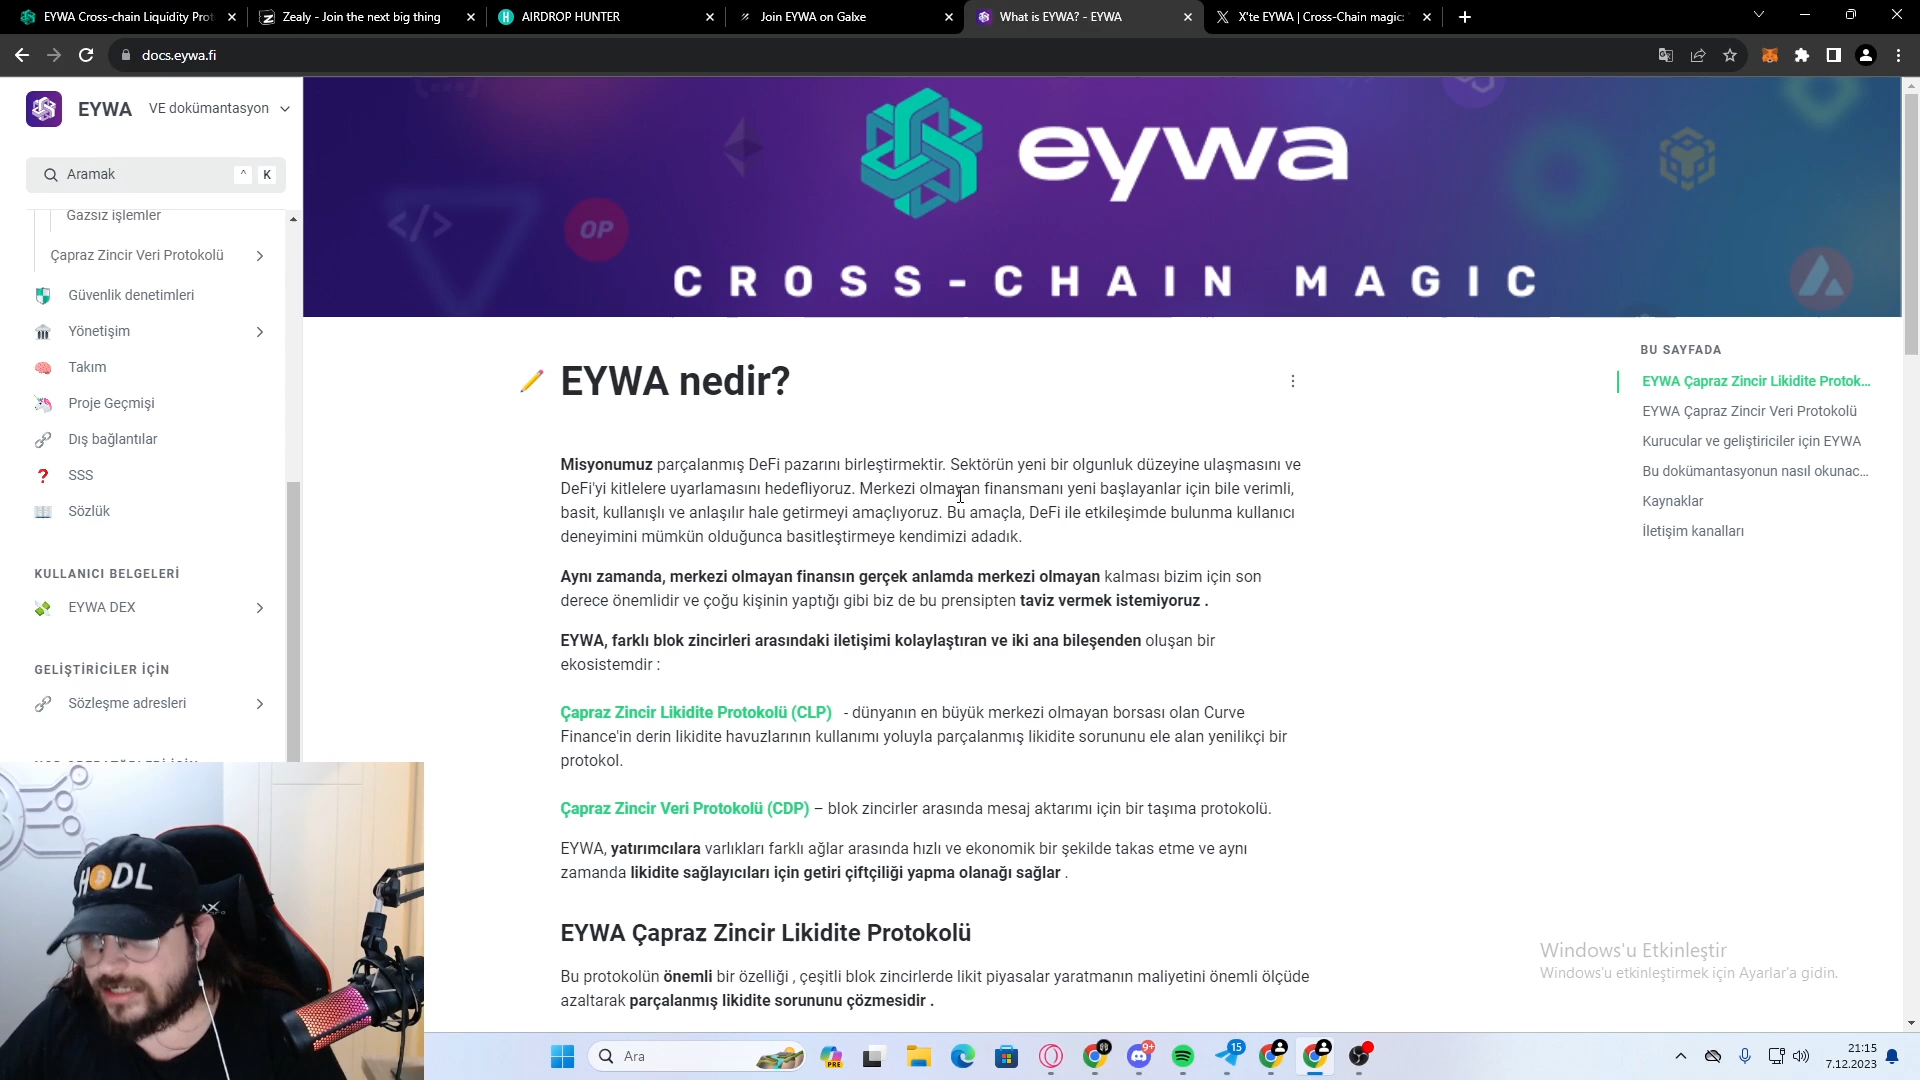 EYWA Cross-chain Liquidity Prot
Zealy - Join the next big thing
AIRDROP HUNTER
Join EYWA on Galxe
What is EYWA? - EYWA
X'te EYWA | Cross-Chain magic:
docs.eywa.fi
EYWA
VE dokümantasyon
Aramak
^ K
Gazsız işlemler
Çapraz Zincir Veri Protokolü
Güvenlik denetimleri
Yönetişim
Takım
Proje Geçmişi
Dış bağlantılar
SSS
Sözlük
KULLANICI BELGELERİ
EYWA DEX
GELİŞTİRİCİLER İÇİN
Sözleşme adresleri
eywa
OP
CROSS-CHAIN MAGIC
EYWA nedir?
Misyonumuz parçalanmış DeFi pazarını birleştirmektir. Sektörün yeni bir olgunluk düzeyine ulaşmasını ve
DeFi'yi kitlelere uyarlamasını hedefliyoruz. Merkezi olmayan finansmanı yeni başlayanlar için bile verimli,
basit, kullanışlı ve anlaşılır hale getirmeyi amaçlıyoruz. Bu amaçla, DeFi ile etkileşimde bulunma kullanıcı
deneyimini mümkün olduğunca basitleştirmeye kendimizi adadık.
Aynı zamanda, merkezi olmayan finansın gerçek anlamda merkezi olmayan kalması bizim için son
derece önemlidir ve çoğu kişinin yaptığı gibi biz de bu prensipten taviz vermek istemiyoruz .
EYWA, farklı blok zincirleri arasındaki iletişimi kolaylaştıran ve iki ana bileşenden oluşan bir
ekosistemdir :
Çapraz Zincir Likidite Protokolü (CLP) - dünyanın en büyük merkezi olmayan borsası olan Curve
Finance'in derin likidite havuzlarının kullanımı yoluyla parçalanmış likidite sorununu ele alan yenilikçi bir
protokol.
Çapraz Zincir Veri Protokolü (CDP) – blok zincirler arasında mesaj aktarımı için bir taşıma protokolü.
EYWA, yatırımcılara varlıkları farklı ağlar arasında hızlı ve ekonomik bir şekilde takas etme ve aynı
zamanda likidite sağlayıcıları için getiri çiftçiliği yapma olanağı sağlar .
EYWA Çapraz Zincir Likidite Protokolü
Bu protokolün önemli bir özelliği , çeşitli blok zincirlerde likit piyasalar yaratmanın maliyetini önemli ölçüde
azaltarak parçalanmış likidite sorununu çözmesidir .
BU SAYFADA
EYWA Çapraz Zincir Likidite Protok...
EYWA Çapraz Zincir Veri Protokolü
Kurucular ve geliştiriciler için EYWA
Bu dokümantasyonun nasıl okunac...
Kaynaklar
İletişim kanalları
Windows'u Etkinleştir
Windows'u etkinleştirmek için Ayarlar'a gidin.
HODL
Ara
PRE
9+
15
21:15
7.12.2023